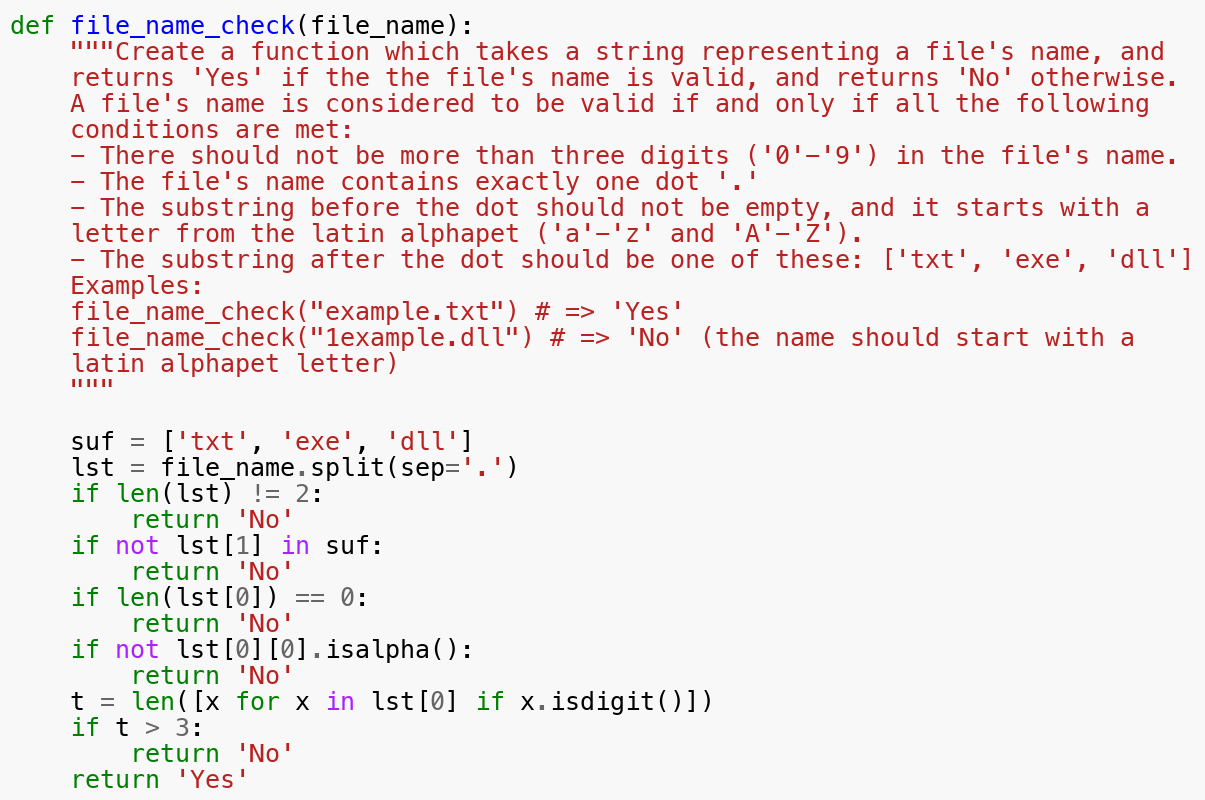 def file_name_check(file_name):
    """Create a function which takes a string representing a file's name, and
    returns 'Yes' if the the file's name is valid, and returns 'No' otherwise.
    A file's name is considered to be valid if and only if all the following
    conditions are met:
    - There should not be more than three digits ('0'-'9') in the file's name.
    - The file's name contains exactly one dot '.'
    - The substring before the dot should not be empty, and it starts with a
    letter from the latin alphapet ('a'-'z' and 'A'-'Z').
    - The substring after the dot should be one of these: ['txt', 'exe', 'dll']
    Examples:
    file_name_check("example.txt") # => 'Yes'
    file_name_check("1example.dll") # => 'No' (the name should start with a
    latin alphapet letter)
    """

    suf = ['txt', 'exe', 'dll']
    lst = file_name.split(sep='.')
    if len(lst) != 2:
        return 'No'
    if not lst[1] in suf:
        return 'No'
    if len(lst[0]) == 0:
        return 'No'
    if not lst[0][0].isalpha():
        return 'No'
    t = len([x for x in lst[0] if x.isdigit()])
    if t > 3:
        return 'No'
    return 'Yes'